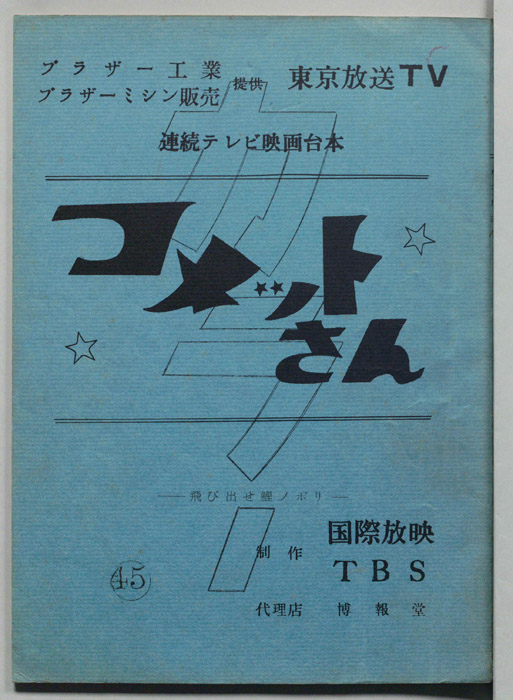 ブラザー工業
ブラザーミシン販売
提供
東京放送TV
連続テレビ映画台本
カラー
コメットさん
―飛び出せ鯉ノボリ―
制作
国際放映
TBS
45
代理店 博報堂